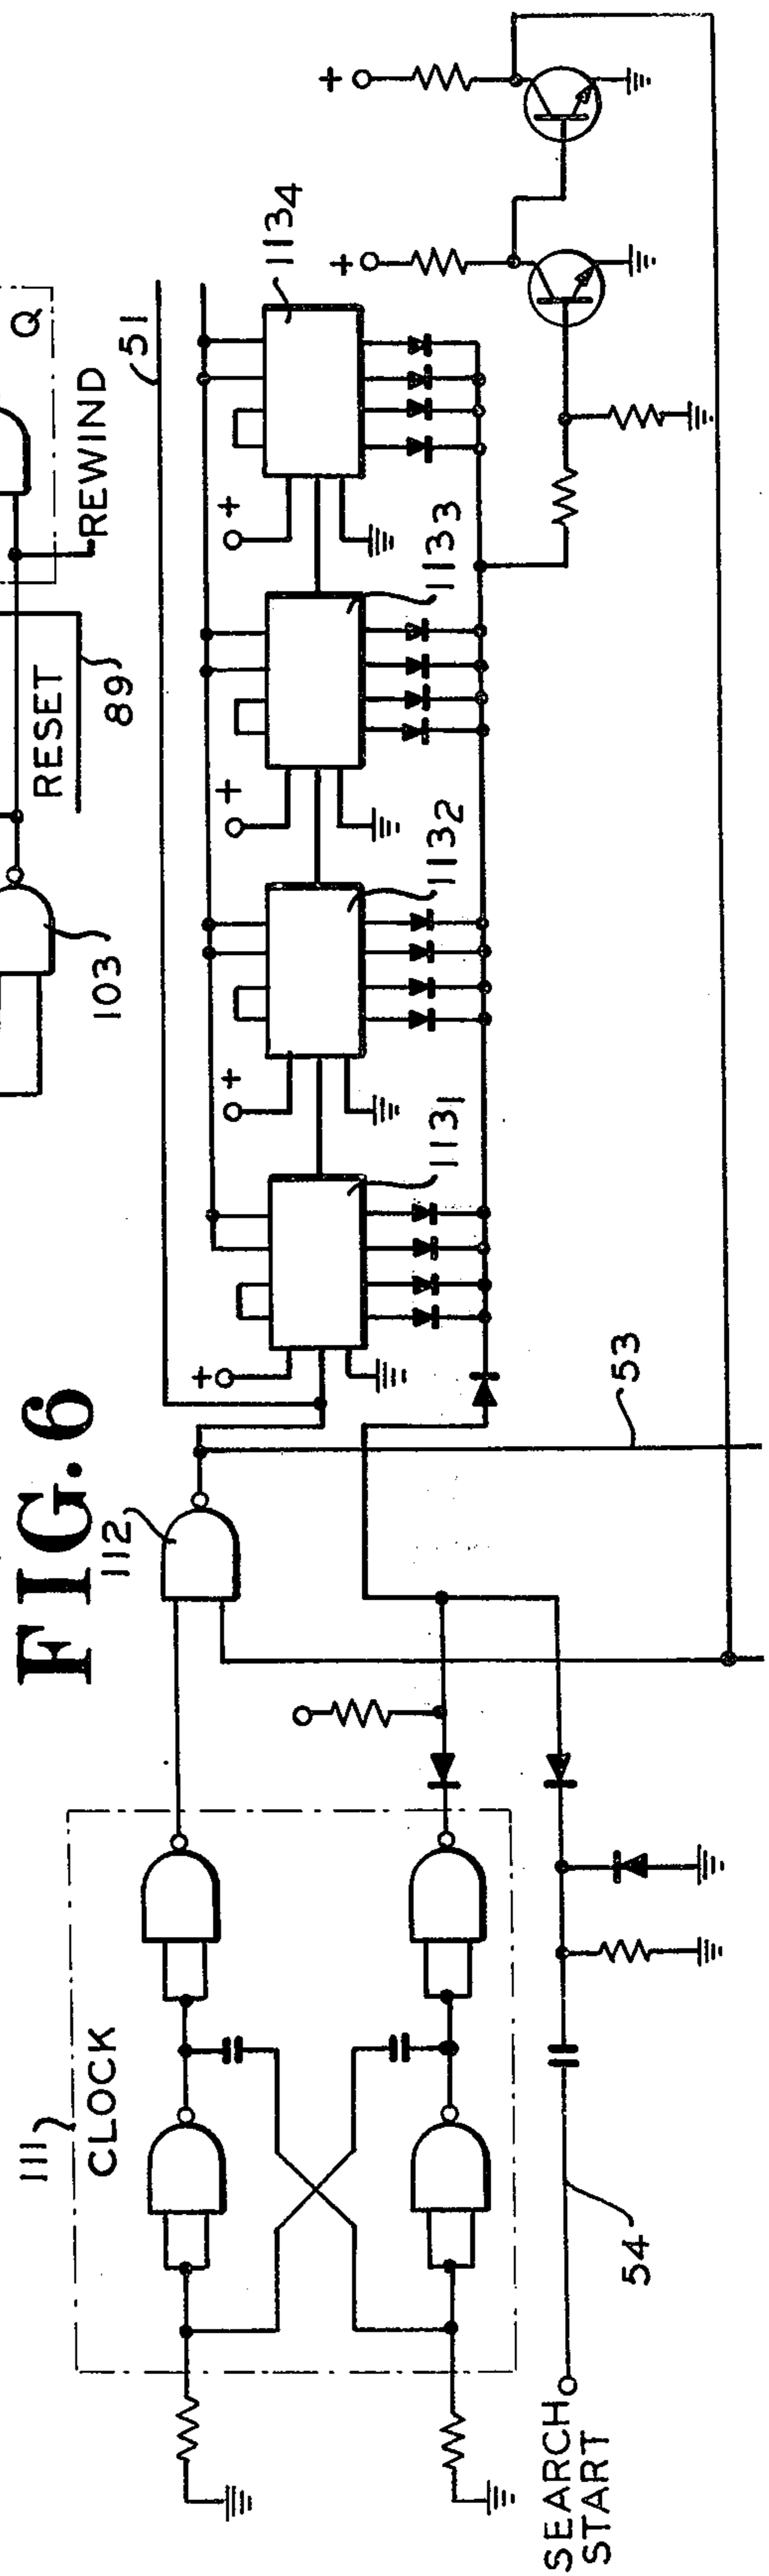 Q
REWIND
RESET
89
103
FIG. 6
51
113₄
113₃
113₂
113₁
+
+
+
+
+
+
112
53
111
CLOCK
54
SEARCH
START